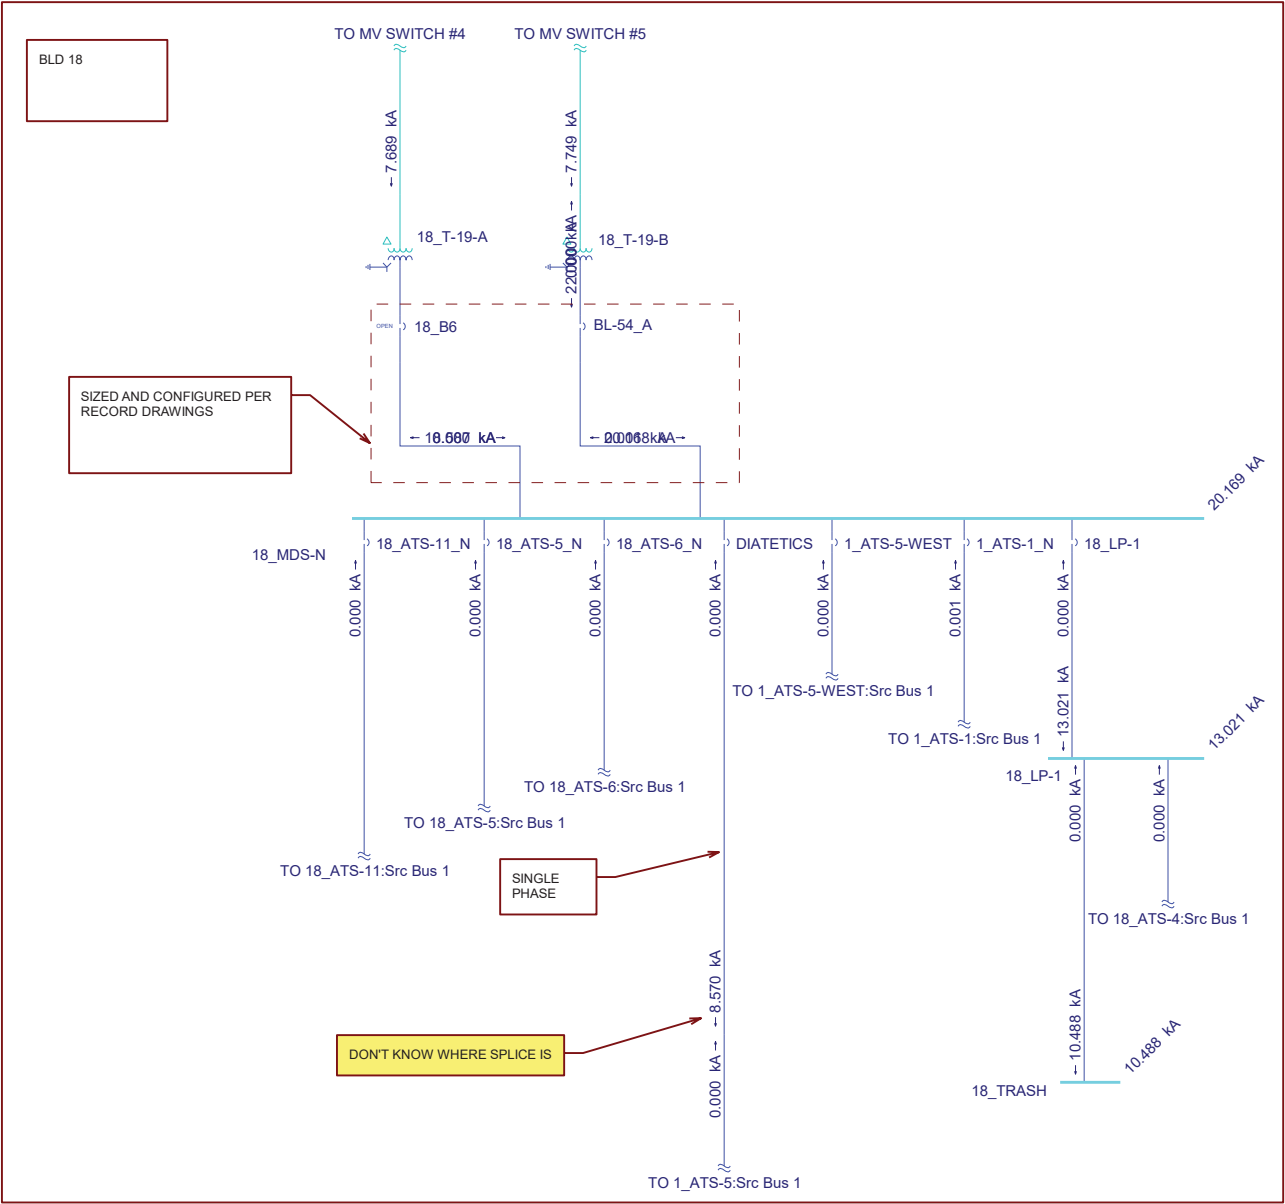 TO MV SWITCH #4
TO MV SWITCH #5
BLD 18
7.689 kA
7.749 kA
18_T-19-A
18_T-19-B
OPEN
18_B6
BL-54_A
SIZED AND CONFIGURED PER
RECORD DRAWINGS
20.169 kA
18_MDS-N
18_ATS-11_N
18_ATS-5_N
18_ATS-6_N
DIATETICS
1_ATS-5-WEST
1_ATS-1_N
18_LP-1
0.000 kA
0.000 kA
0.000 kA
0.000 kA
0.000 kA
0.001 kA
0.000 kA
13.021 kA
TO 1_ATS-5-WEST:Src Bus 1
TO 1_ATS-1:Src Bus 1
13.021 kA
18_LP-1
TO 18_ATS-6:Src Bus 1
0.000 kA
0.000 kA
TO 18_ATS-5:Src Bus 1
TO 18_ATS-11:Src Bus 1
SINGLE
PHASE
TO 18_ATS-4:Src Bus 1
8.570 kA
10.488 kA
DON'T KNOW WHERE SPLICE IS
10.488 kA
0.000 kA
18_TRASH
TO 1_ATS-5:Src Bus 1